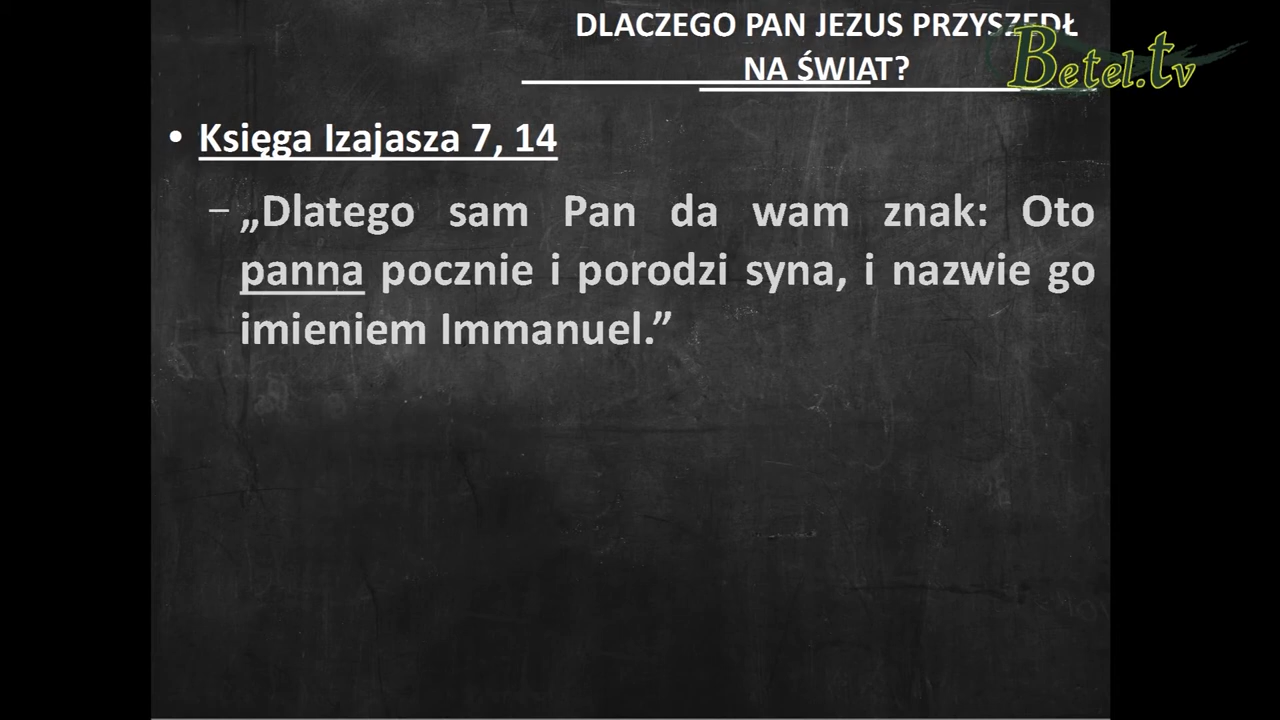 DLACZEGO PAN JEZUS PRZYSZEDŁ
NA ŚWIAT?
Betel.tv
• Księga Izajasza 7, 14
– „Dlatego sam Pan da wam znak: Oto
panna pocznie i porodzi syna, i nazwie go
imieniem Immanuel.”